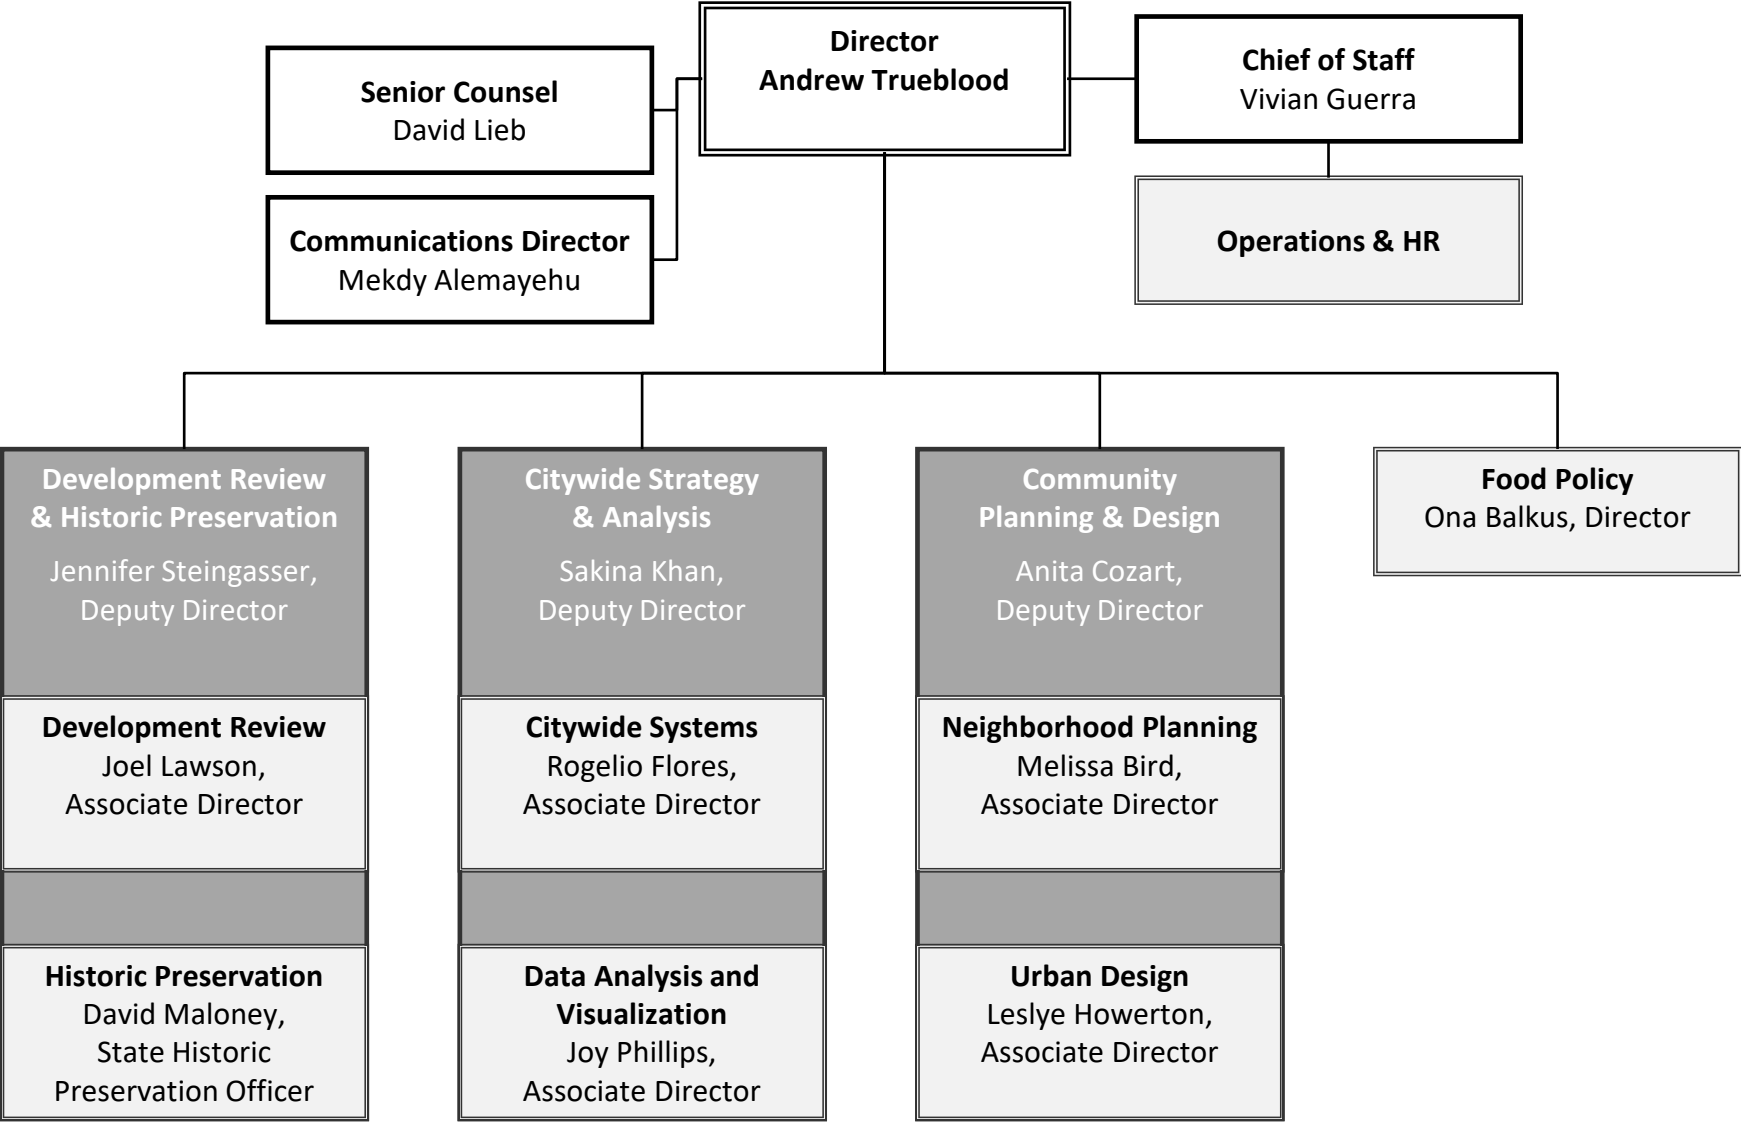 Director
Andrew Trueblood
Senior Counsel
David Lieb
Communications Director
Mekdy Alemayehu
Chief of Staff
Vivian Guerra
Operations & HR
Development Review
& Historic Preservation
Jennifer Steingasser,
Deputy Director
Development Review
Joel Lawson,
Associate Director
Historic Preservation
David Maloney,
State Historic
Preservation Officer
Citywide Strategy
& Analysis
Sakina Khan,
Deputy Director
Citywide Systems
Rogelio Flores,
Associate Director
Data Analysis and
Visualization
Joy Phillips,
Associate Director
Community
Planning & Design
Anita Cozart,
Deputy Director
Neighborhood Planning
Melissa Bird,
Associate Director
Urban Design
Leslye Howerton,
Associate Director
Food Policy
Ona Balkus, Director